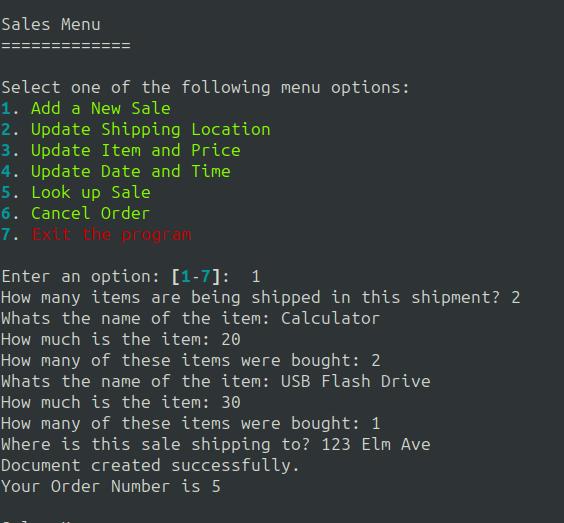 Sales Menu
=============
Select one of the following menu options:
1. Add a New Sale
2. Update Shipping Location
3. Update Item and Price
4. Update Date and Time
5. Look up Sale
6. Cancel Order
7. Exit the program
Enter an option: [1-7]:  1
How many items are being shipped in this shipment? 2
Whats the name of the item: Calculator
How much is the item: 20
How many of these items were bought: 2
Whats the name of the item: USB Flash Drive
How much is the item: 30
How many of these items were bought: 1
Where is this sale shipping to? 123 Elm Ave
Document created successfully.
Your Order Number is 5